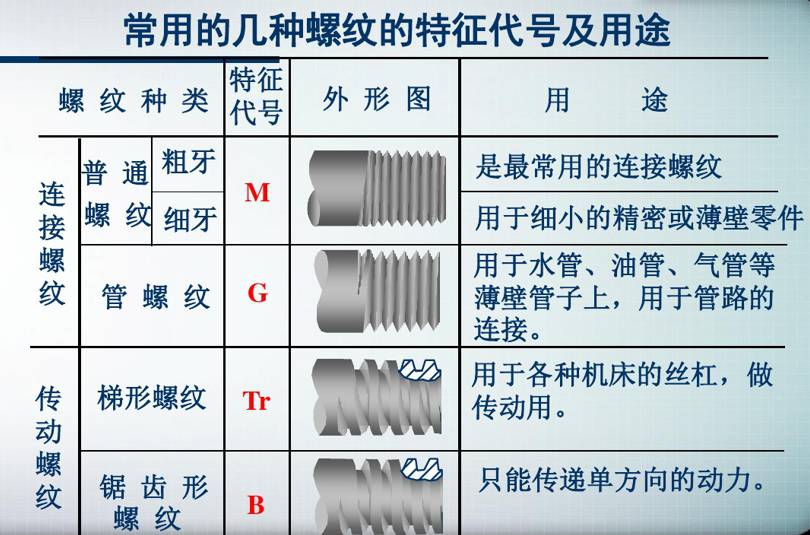 常用的几种螺纹的特征代号及用途
螺纹种类
特征
代号
外形图
用途
连接螺纹
普通
螺纹
粗牙
细牙
M
是最常用的连接螺纹
用于细小的精密或薄壁零件
管螺纹
G
用于水管、油管、气管等
薄壁管子上，用于管路的
连接。
传动螺纹
梯形螺纹
Tr
用于各种机床的丝杠，做
传动用。
锯齿形
螺纹
B
只能传递单方向的动力。